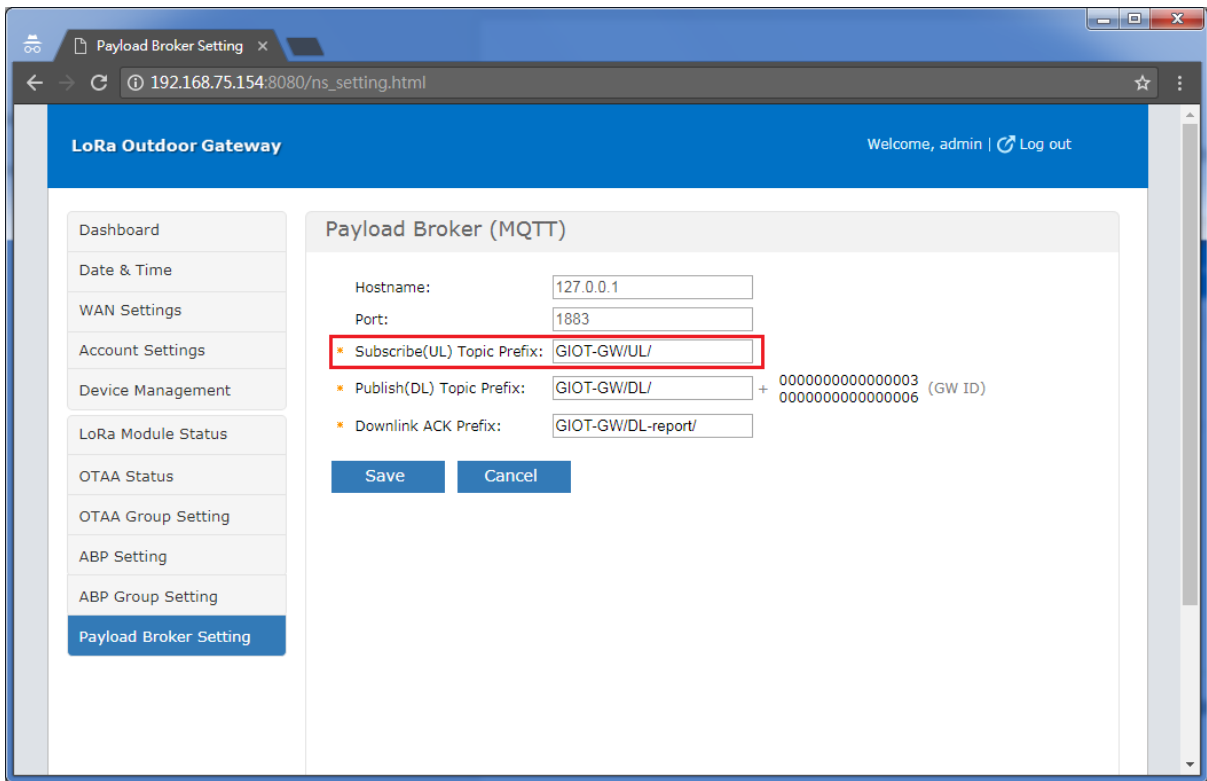 Payload Broker Setting
192.168.75.154:8080/ns_setting.html
LoRa Outdoor Gateway
Welcome, admin | Log out
Dashboard
Date & Time
WAN Settings
Account Settings
Device Management
LoRa Module Status
OTAA Status
OTAA Group Setting
ABP Setting
ABP Group Setting
Payload Broker Setting
Payload Broker (MQTT)
Hostname: 127.0.0.1
Port: 1883
* Subscribe(UL) Topic Prefix: GIOT-GW/UL/
* Publish(DL) Topic Prefix: GIOT-GW/DL/ + 0000000000000003 (GW ID)
0000000000000006
* Downlink ACK Prefix: GIOT-GW/DL-report/
Save Cancel